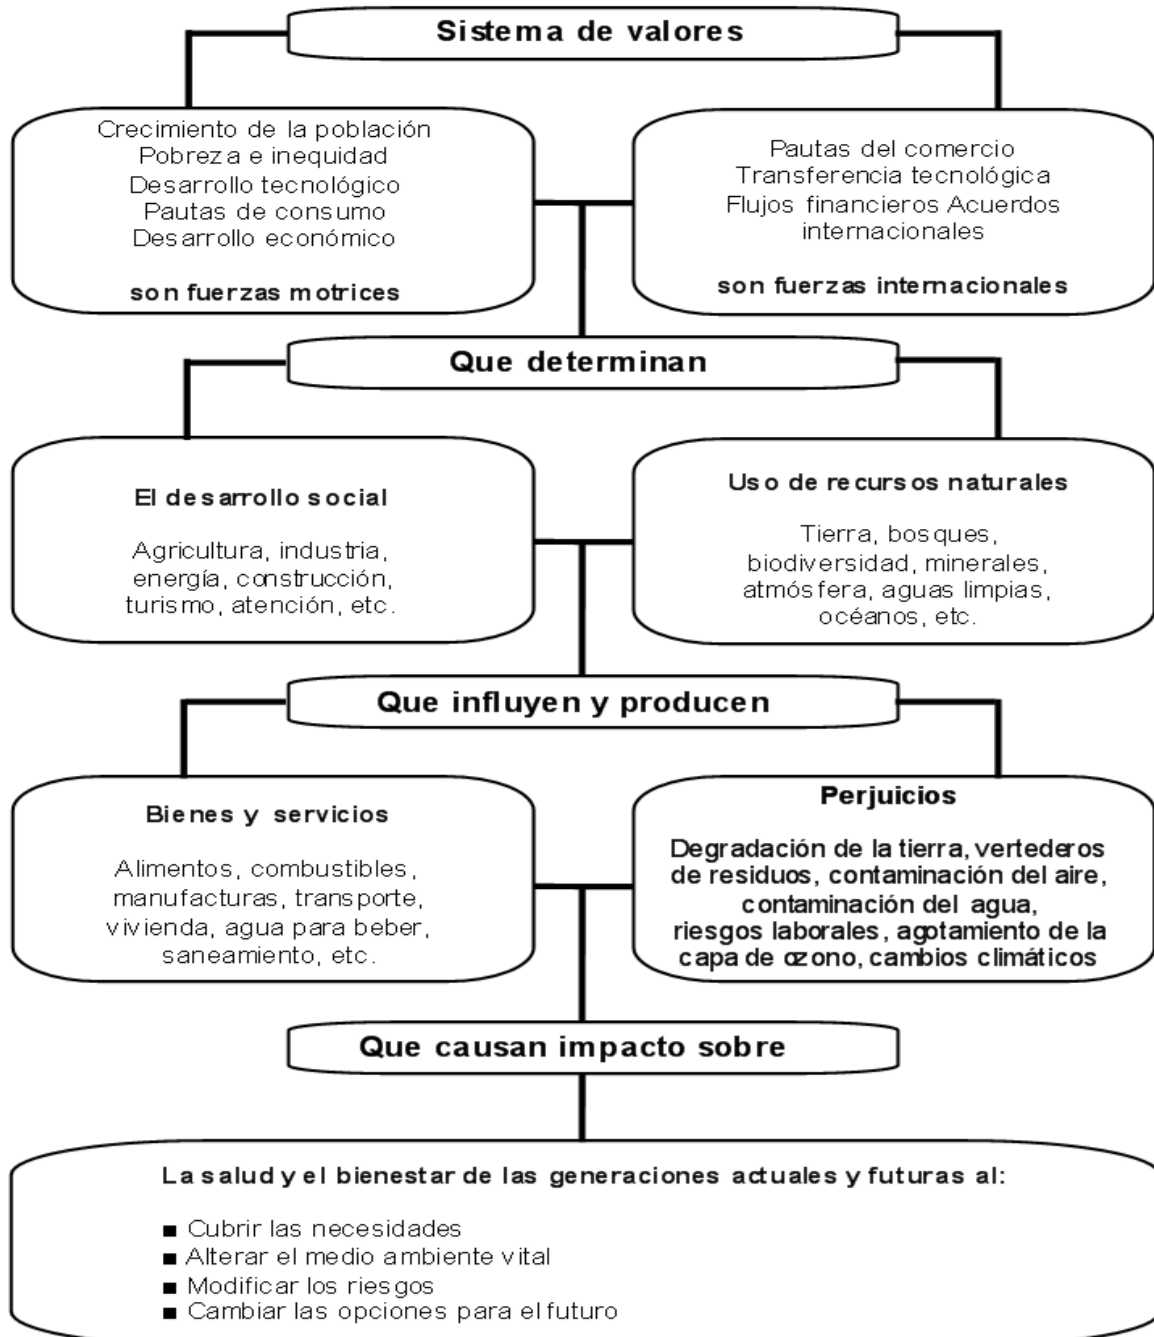 Sistema de valores
Crecimiento de la población
Pobreza e inequidad
Desarrollo tecnológico
Pautas de consumo
Desarrollo económico
son fuerzas motrices
Pautas del comercio
Transferencia tecnológica
Flujos financieros Acuerdos
internacionales
son fuerzas internacionales
Que determinan
El desarrollo social
Agricultura, industria,
energía, construcción,
turismo, atención, etc.
Uso de recursos naturales
Tierra, bosques,
biodiversidad, minerales,
atmósfera, aguas limpias,
océanos, etc.
Que influyen y producen
Bienes y servicios
Alimentos, combustibles,
manufacturas, transporte,
vivienda, agua para beber,
saneamiento, etc.
Perjuicios
Degradación de la tierra, vertederos
de residuos, contaminación del aire,
contaminación del agua,
riesgos laborales, agotamiento de la
capa de ozono, cambios climáticos
Que causan impacto sobre
La salud y el bienestar de las generaciones actuales y futuras al:
■ Cubrir las necesidades
■ Alterar el medio ambiente vital
■ Modificar los riesgos
■ Cambiar las opciones para el futuro